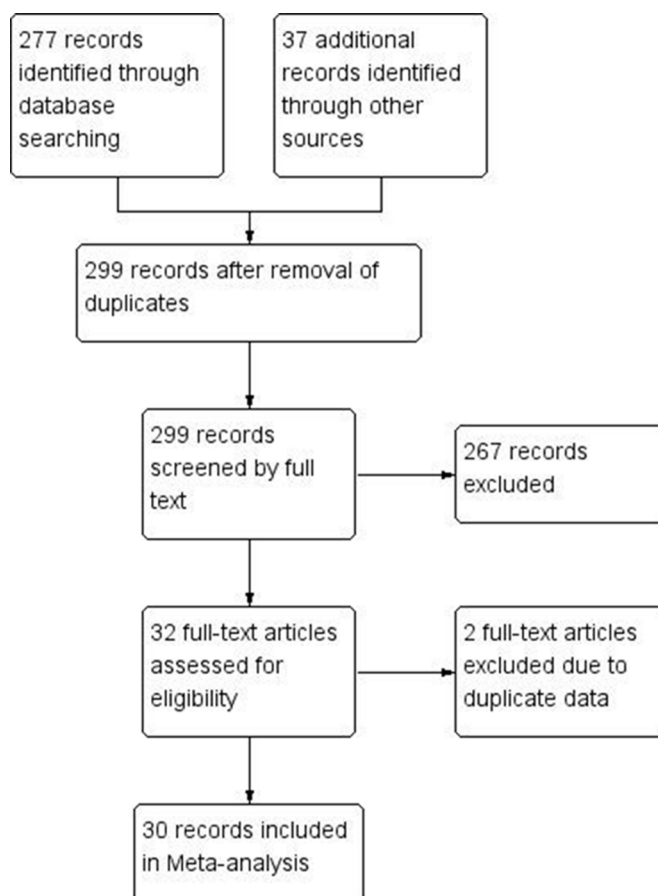 277 records
identified through
database
searching
37 additional
records identified
through other
sources
299 records after removal of
duplicates
299 records
screened by full
text
267 records
excluded
32 full-text articles
assessed for
eligibility
2 full-text articles
excluded due to
duplicate data
30 records included
in Meta-analysis